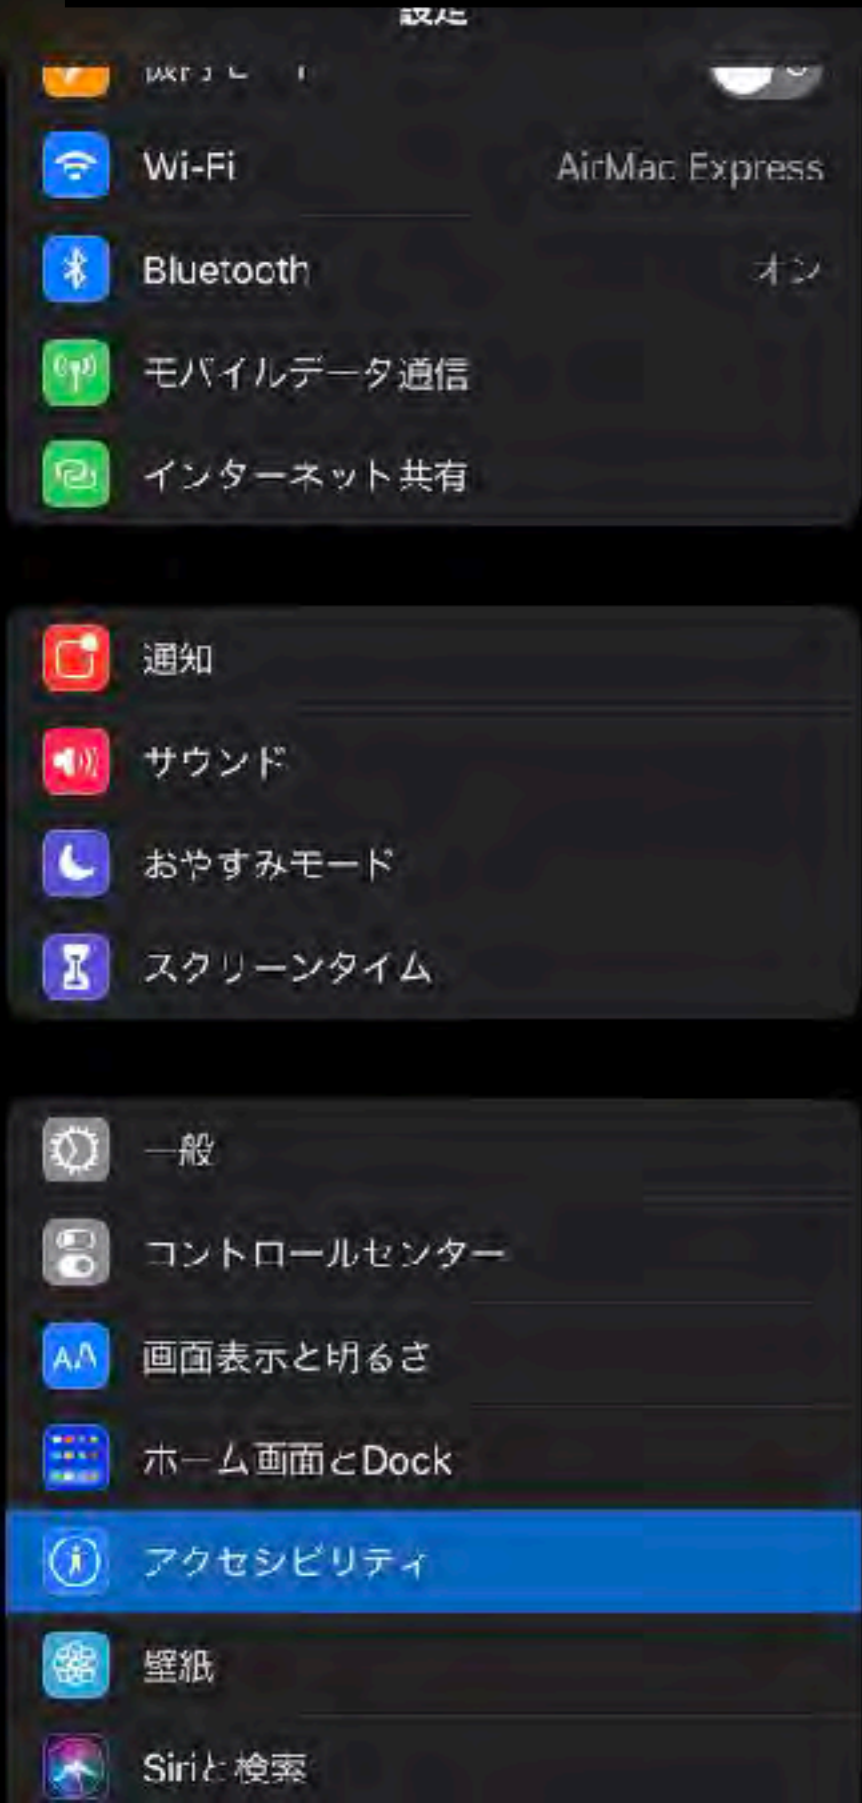 設定
Wi-Fi
AirMac Express
Bluetooth
オン
モバイルデータ通信
インターネット共有
通知
サウンド
おやすみモード
スクリーンタイム
一般
コントロールセンター
画面表示と明るさ
ホーム画面とDock
アクセシビリティ
壁紙
Siriと検索